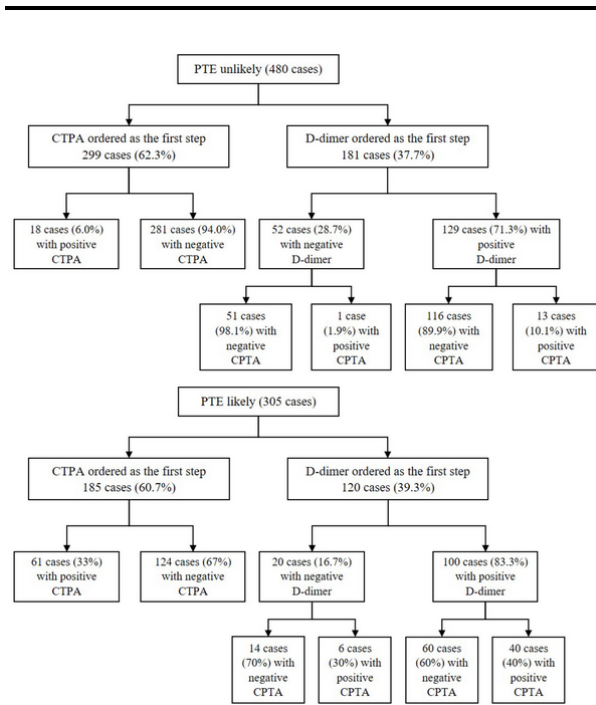 PTE unlikely (480 cases)
CTPA ordered as the first step
299 cases (62.3%)
D-dimer ordered as the first step
181 cases (37.7%)
18 cases (6.0%)
with positive
CTPA
281 cases (94.0%)
with negative
CTPA
52 cases (28.7%)
with negative
D-dimer
129 cases (71.3%) with
positive
D-dimer
51 cases
(98.1%) with
negative
CPTA
1 case
(1.9%) with
positive
CPTA
116 cases
(89.9%) with
negative
CPTA
13 cases
(10.1%) with
positive
CPTA
PTE likely (305 cases)
CTPA ordered as the first step
185 cases (60.7%)
D-dimer ordered as the first step
120 cases (39.3%)
61 cases (33%)
with positive
CTPA
124 cases (67%)
with negative
CTPA
20 cases (16.7%)
with negative
D-dimer
100 cases (83.3%)
with positive
D-dimer
14 cases
(70%) with
negative
CPTA
6 cases
(30%) with
positive
CPTA
60 cases
(60%) with
negative
CPTA
40 cases
(40%) with
positive
CPTA